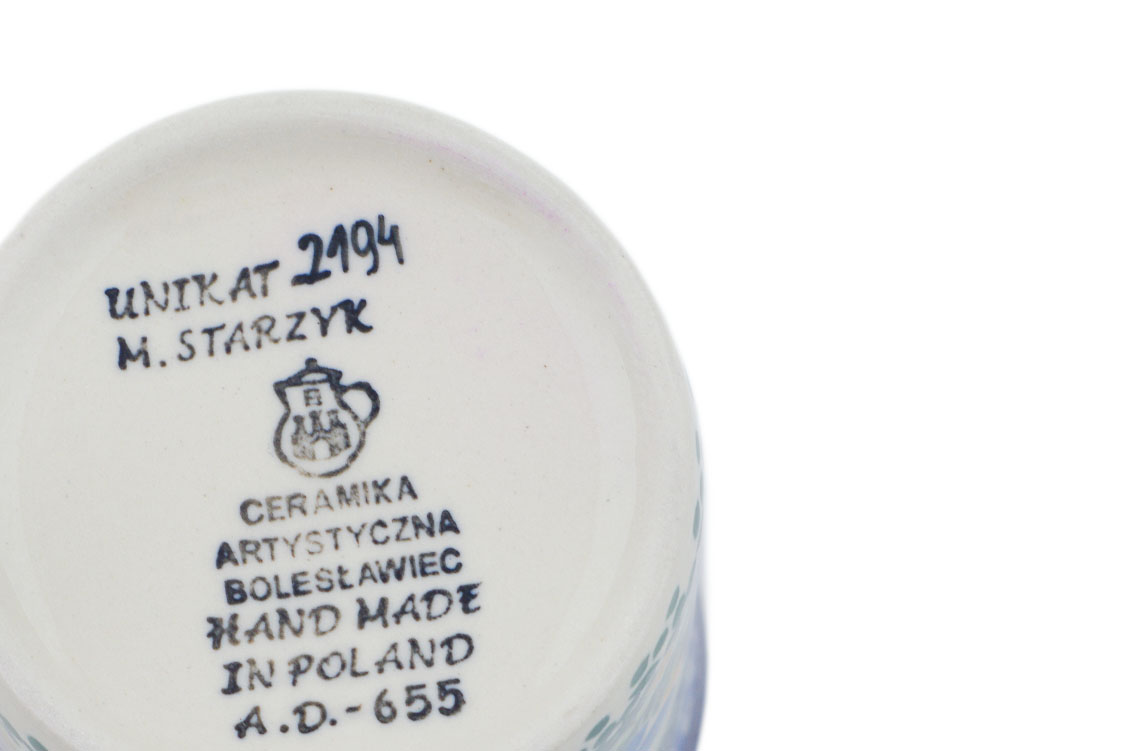 UNIKAT 2194
M. STARZYK
CERAMIKA
ARTYSTYCZNA
BOLESŁAWIEC
HAND MADE
IN POLAND
A.D.-655